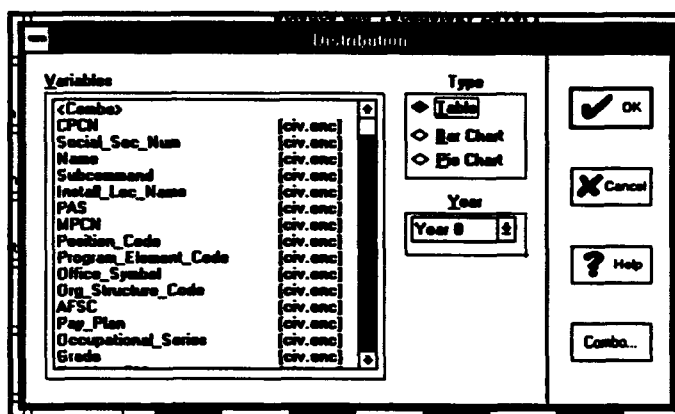 Distribution
Variables
<Combo>
CPCN [civ.enc]
Social_Soc_Num [civ.enc]
Name [civ.enc]
Subcommand [civ.enc]
Install_Loc_Name [civ.enc]
PAS [civ.enc]
MPCN [civ.enc]
Position_Code [civ.enc]
Program_Element_Code [civ.enc]
Office_Symbol [civ.enc]
Org_Structure_Code [civ.enc]
AFSC [civ.enc]
Pay_Plan [civ.enc]
Occupational_Series [civ.enc]
Grade [civ.enc]
Type
Table
Bar Chart
Pie Chart
Year
Year 0
OK
Cancel
Help
Combo...